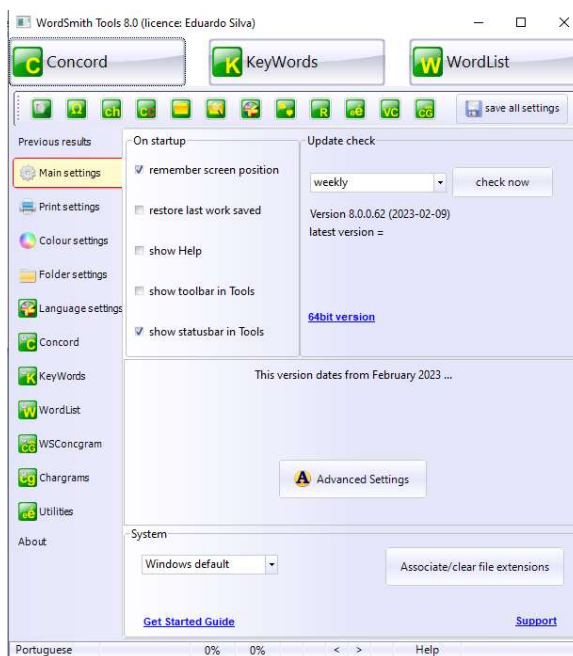 WordSmith Tools 8.0 (licence: Eduardo Silva)
Concord
KeyWords
WordList
save all settings
Previous results
Main settings
Print settings
Colour settings
Folder settings
Language settings
Concord
KeyWords
WordList
WSConcgram
Chargrams
Utilities
About
On startup
remember screen position
restore last work saved
show Help
show toolbar in Tools
show statusbar in Tools
Update check
weekly
check now
Version 8.0.0.62 (2023-02-09)
latest version =
64bit version
This version dates from February 2023 ...
Advanced Settings
System
Windows default
Associate/clear file extensions
Get Started Guide
Support
Portuguese 0% 0% < > Help